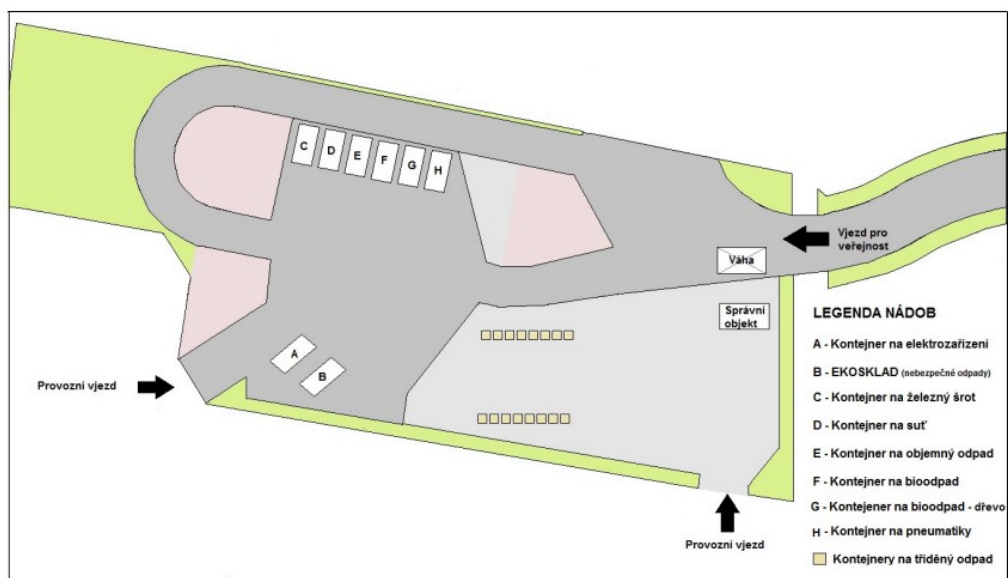 C
D
E
F
G
H
Vjezd pro
veřejnost
Váha
Správní
objekt
A
B
Provozní vjezd
Provozní vjezd
LEGENDA NÁDOB
A - Kontejner na elektrozařízení
B - EKOSKLAD (nebezpečné odpady)
C - Kontejner na železný šrot
D - Kontejner na suť
E - Kontejner na objemný odpad
F - Kontejner na bioodpad
G - Kontejener na bioodpad - dřevo
H - Kontejner na pneumatiky
Kontejnery na tříděný odpad